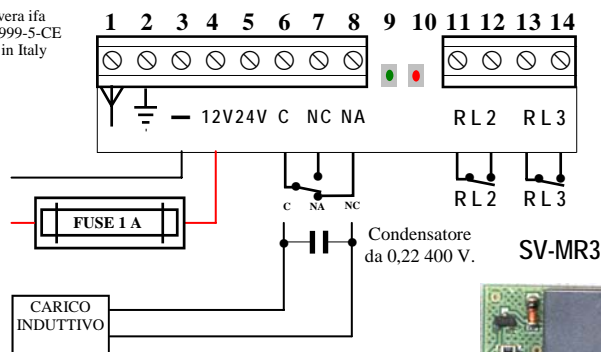 vera ifa
999-5-CE
in Italy
1 2 3 4 5 6 7 8 9 10 11 12 13 14
12V 24V C NC NA RL2 RL3
C NA NC
RL2 RL3
FUSE 1 A
Condensatore
da 0,22 400 V.
SV-MR3
CARICO
INDUTTIVO